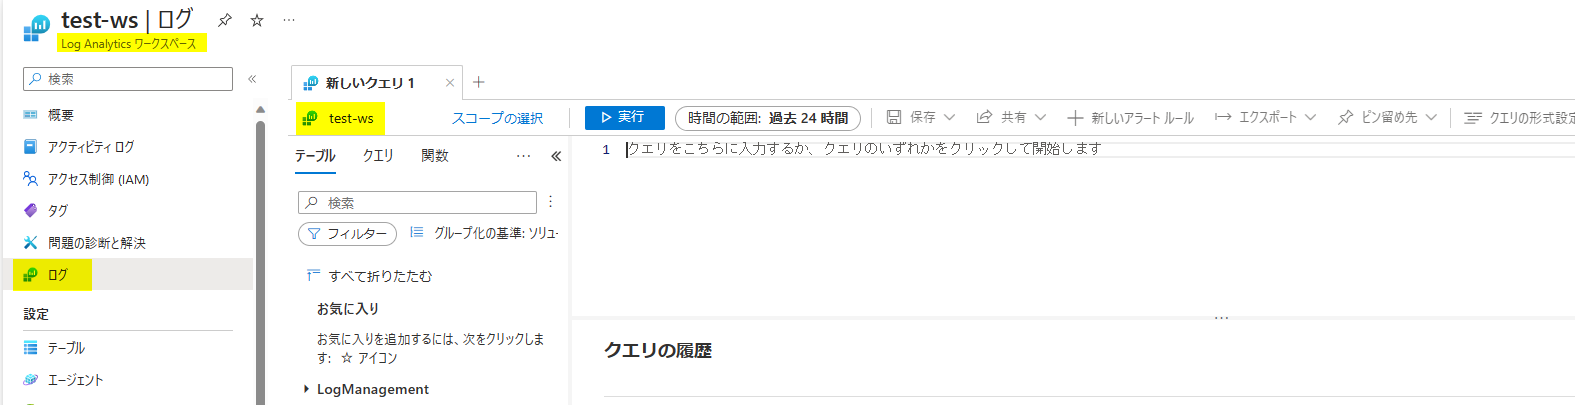 test-ws | ログ
Log Analytics ワークスペース
検索
概要
アクティビティ ログ
アクセス制御 (IAM)
タグ
問題の診断と解決
ログ
設定
テーブル
エージェント
新しいクエリ 1
test-ws
スコープの選択
実行
時間の範囲: 過去 24 時間
保存
共有
新しいアラート ルール
エクスポート
ピン留め先
クエリの形式設定
テーブル
クエリ
関数
検索
フィルター
グループ化の基準: ソリュー
すべて折りたたむ
お気に入り
お気に入りを追加するには、次をクリックしま
す: ☆ アイコン
LogManagement
1 クエリをこちらに入力するか、クエリのいずれかをクリックして開始します
クエリの履歴